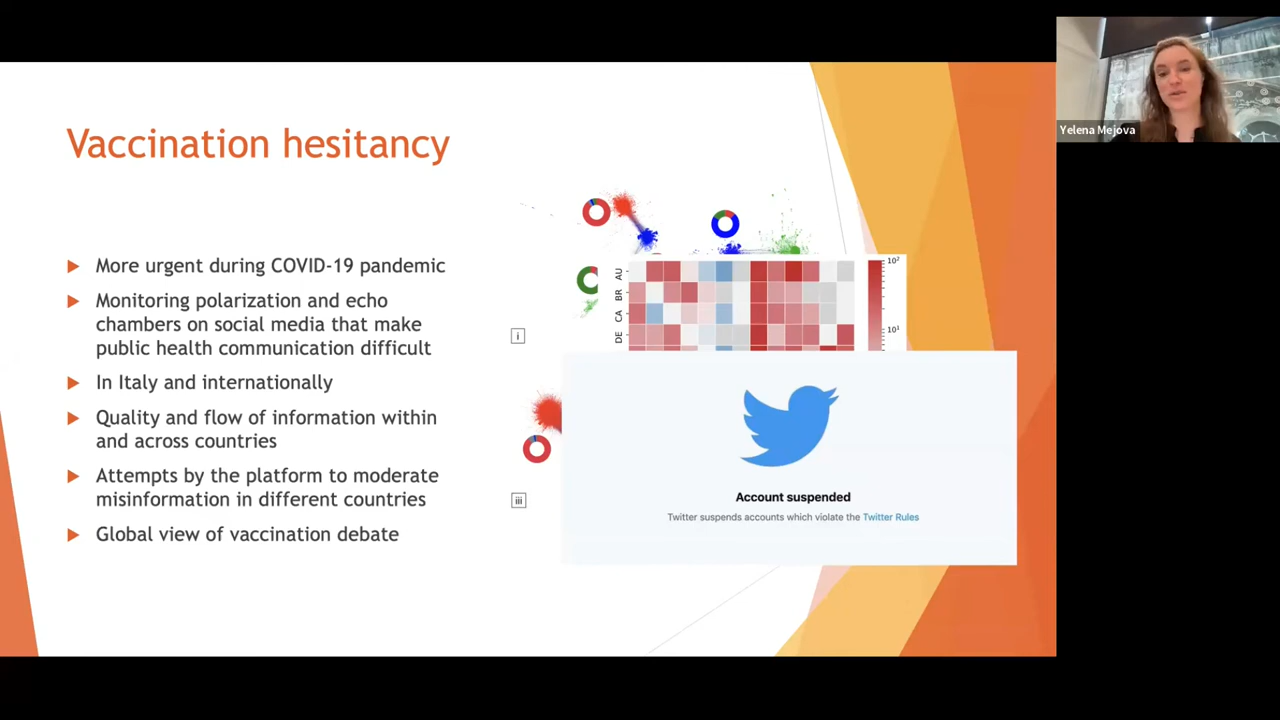 Yelena Mejova
Vaccination hesitancy
More urgent during COVID-19 pandemic
Monitoring polarization and echo
chambers on social media that make
public health communication difficult
In Italy and internationally
Quality and flow of information within
and across countries
Attempts by the platform to moderate
misinformation in different countries
Global view of vaccination debate
i
iii
AU
BR
CA
DE
10²
10¹
Account suspended
Twitter suspends accounts which violate the Twitter Rules